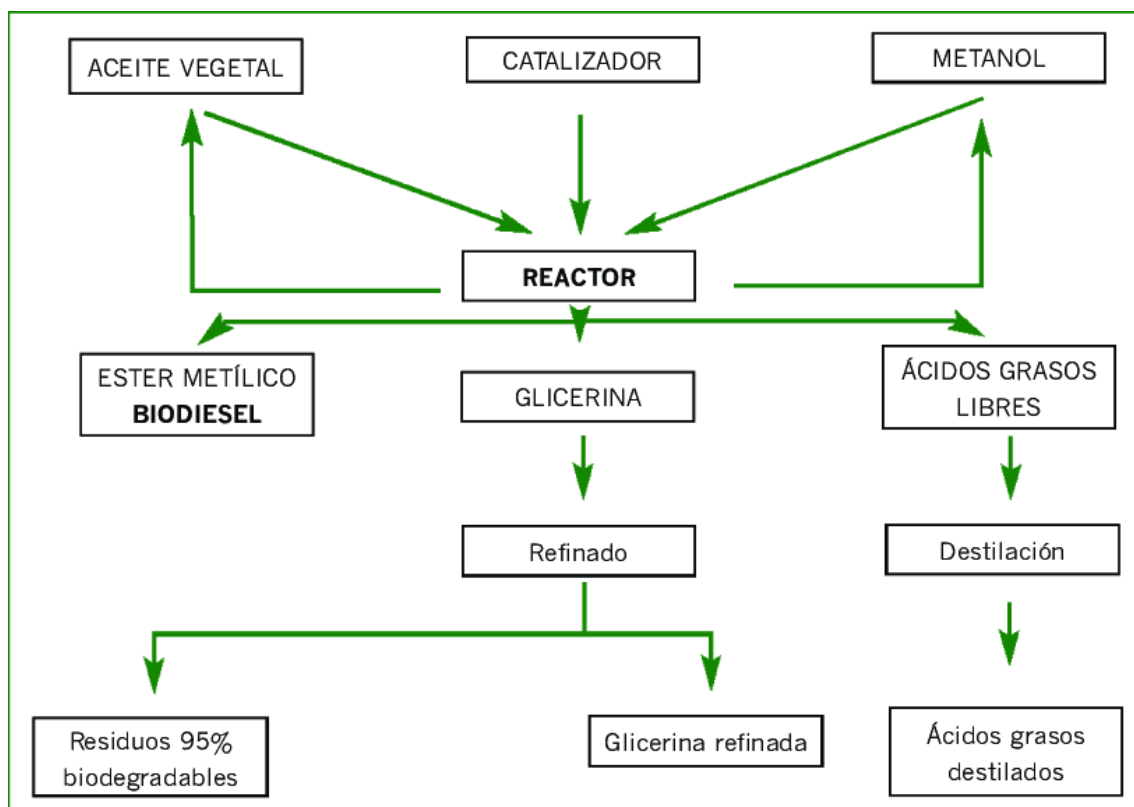 ACEITE VEGETAL
CATALIZADOR
METANOL
REACTOR
ESTER METÍLICO
BIODIESEL
GLICERINA
ÁCIDOS GRASOS
LIBRES
Refinado
Destilación
Residuos 95%
biodegradables
Glicerina refinada
Ácidos grasos
destilados